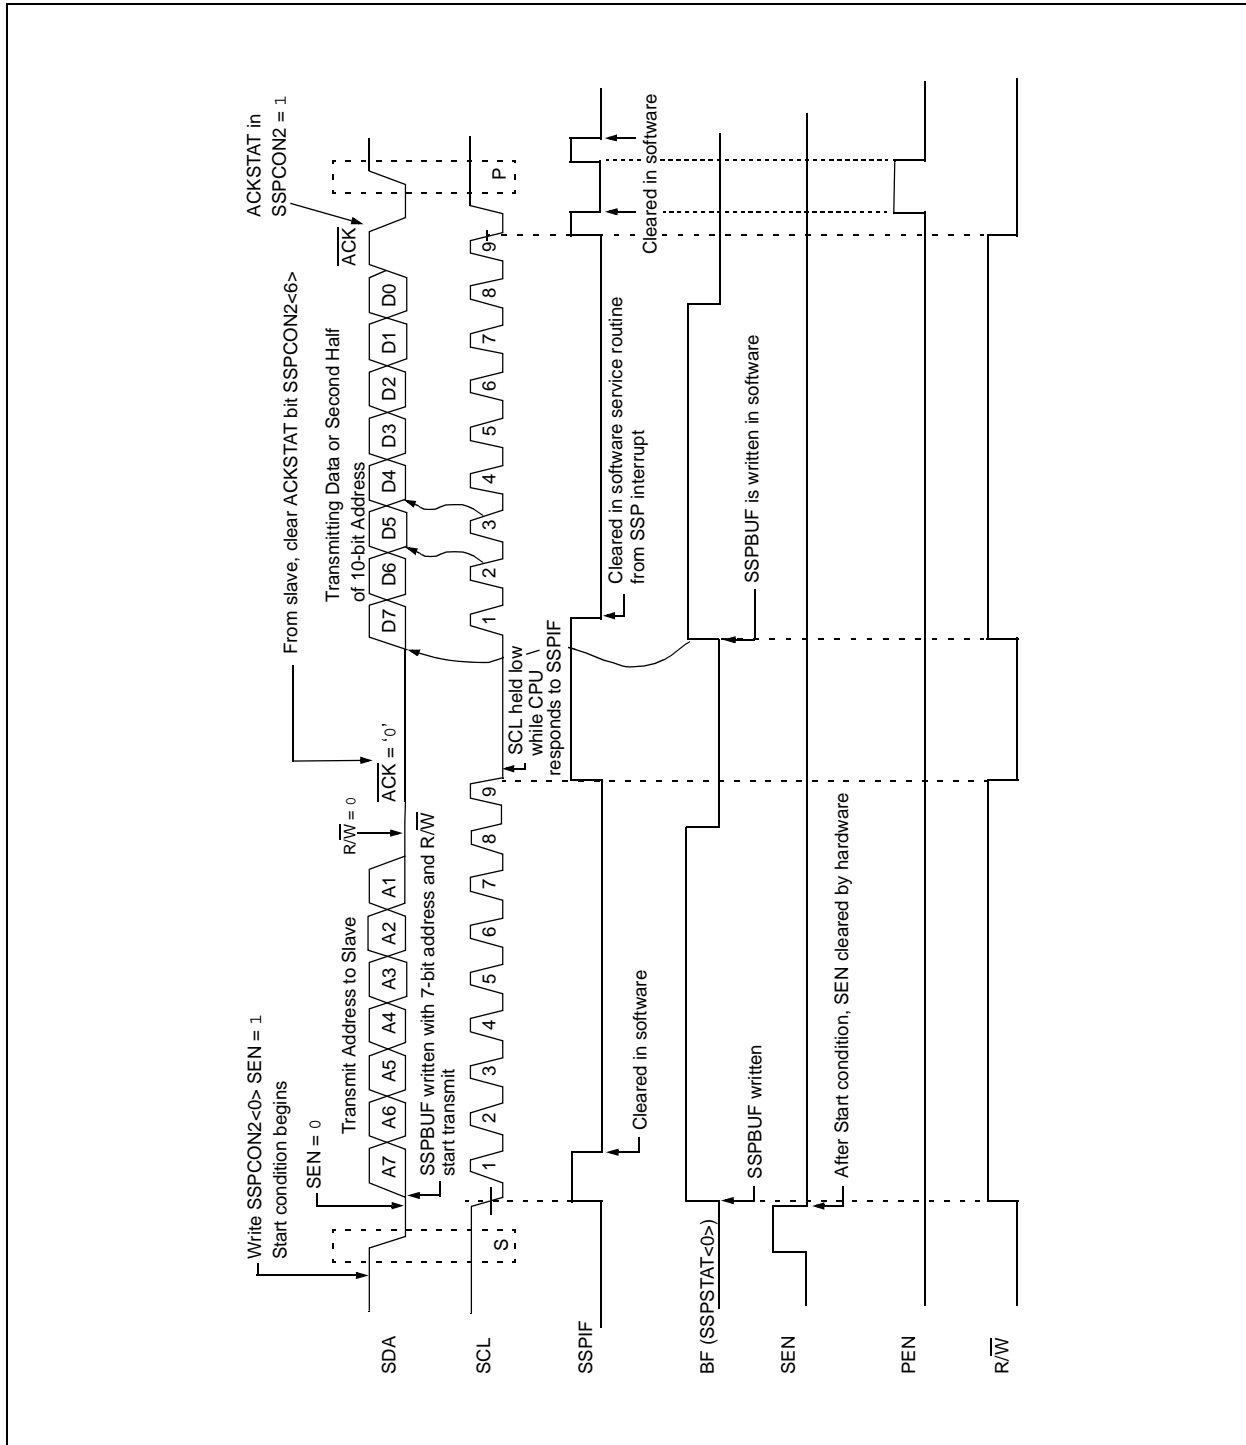 Write SSPCON2<0> SEN = 1
Start condition begins
From slave, clear ACKSTAT bit SSPCON2<6>
ACKSTAT in
SSPCON2 = 1
SEN = 0
Transmit Address to Slave
R/W = 0
ACK = ‘0’
Transmitting Data or Second Half
of 10-bit Address
ACK
SDA
A7 A6 A5 A4 A3 A2 A1
D7 D6 D5 D4 D3 D2 D1 D0
SSPBUF written with 7-bit address and R/W
start transmit
SCL
S
1 2 3 4 5 6 7 8 9
1 2 3 4 5 6 7 8 9
P
SCL held low
while CPU
responds to SSPIF
SSPIF
Cleared in software
Cleared in software service routine
from SSP interrupt
Cleared in software
Cleared in software
BF (SSPSTAT<0>)
SSPBUF written
SSPBUF is written in software
SEN
After Start condition, SEN cleared by hardware
PEN
R/W